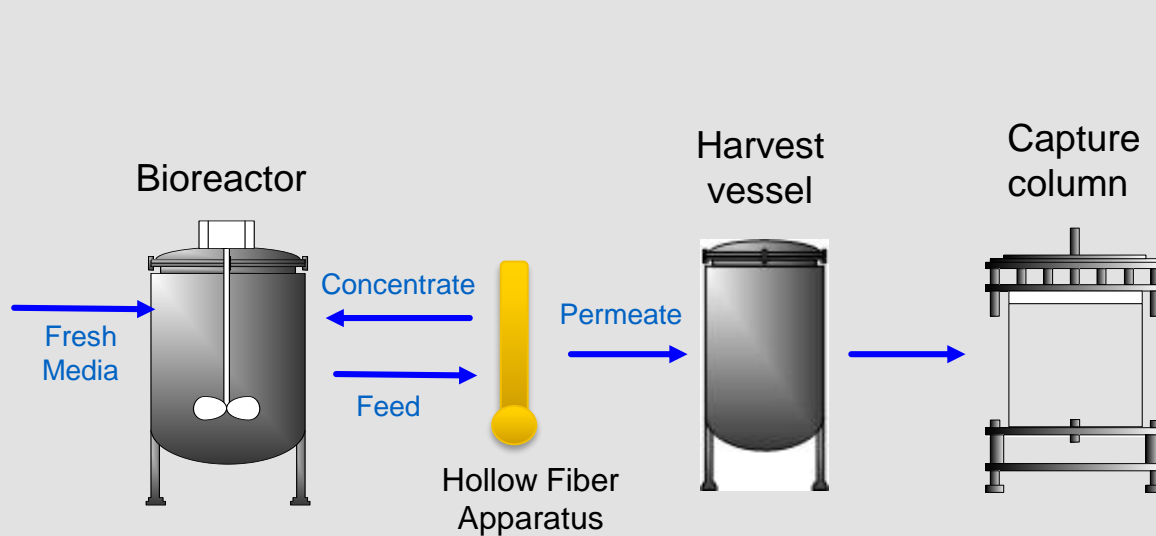 Bioreactor
Fresh
Media
Concentrate
Feed
Hollow Fiber
Apparatus
Permeate
Harvest
vessel
Capture
column